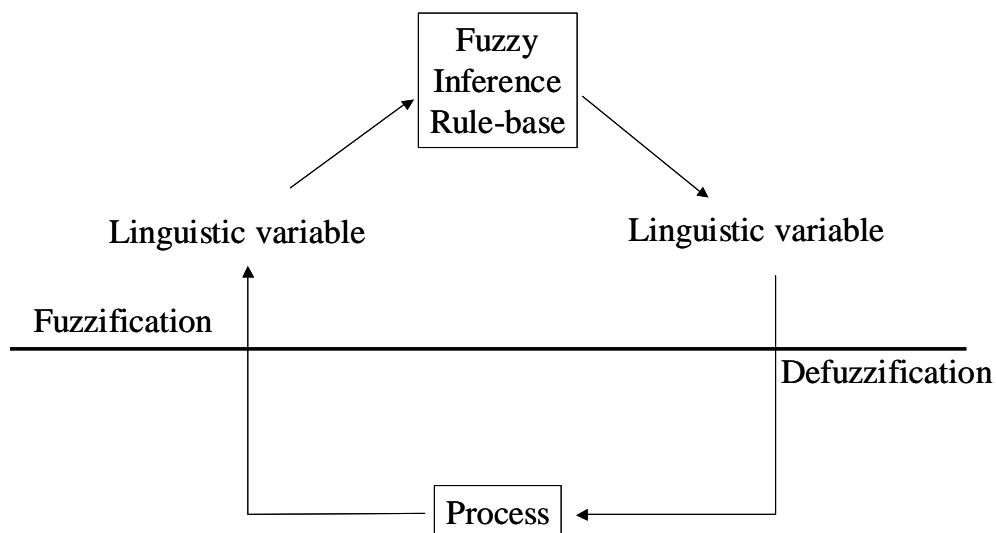 Fuzzy
Inference
Rule-base
Linguistic variable
Linguistic variable
Fuzzification
Defuzzification
Process